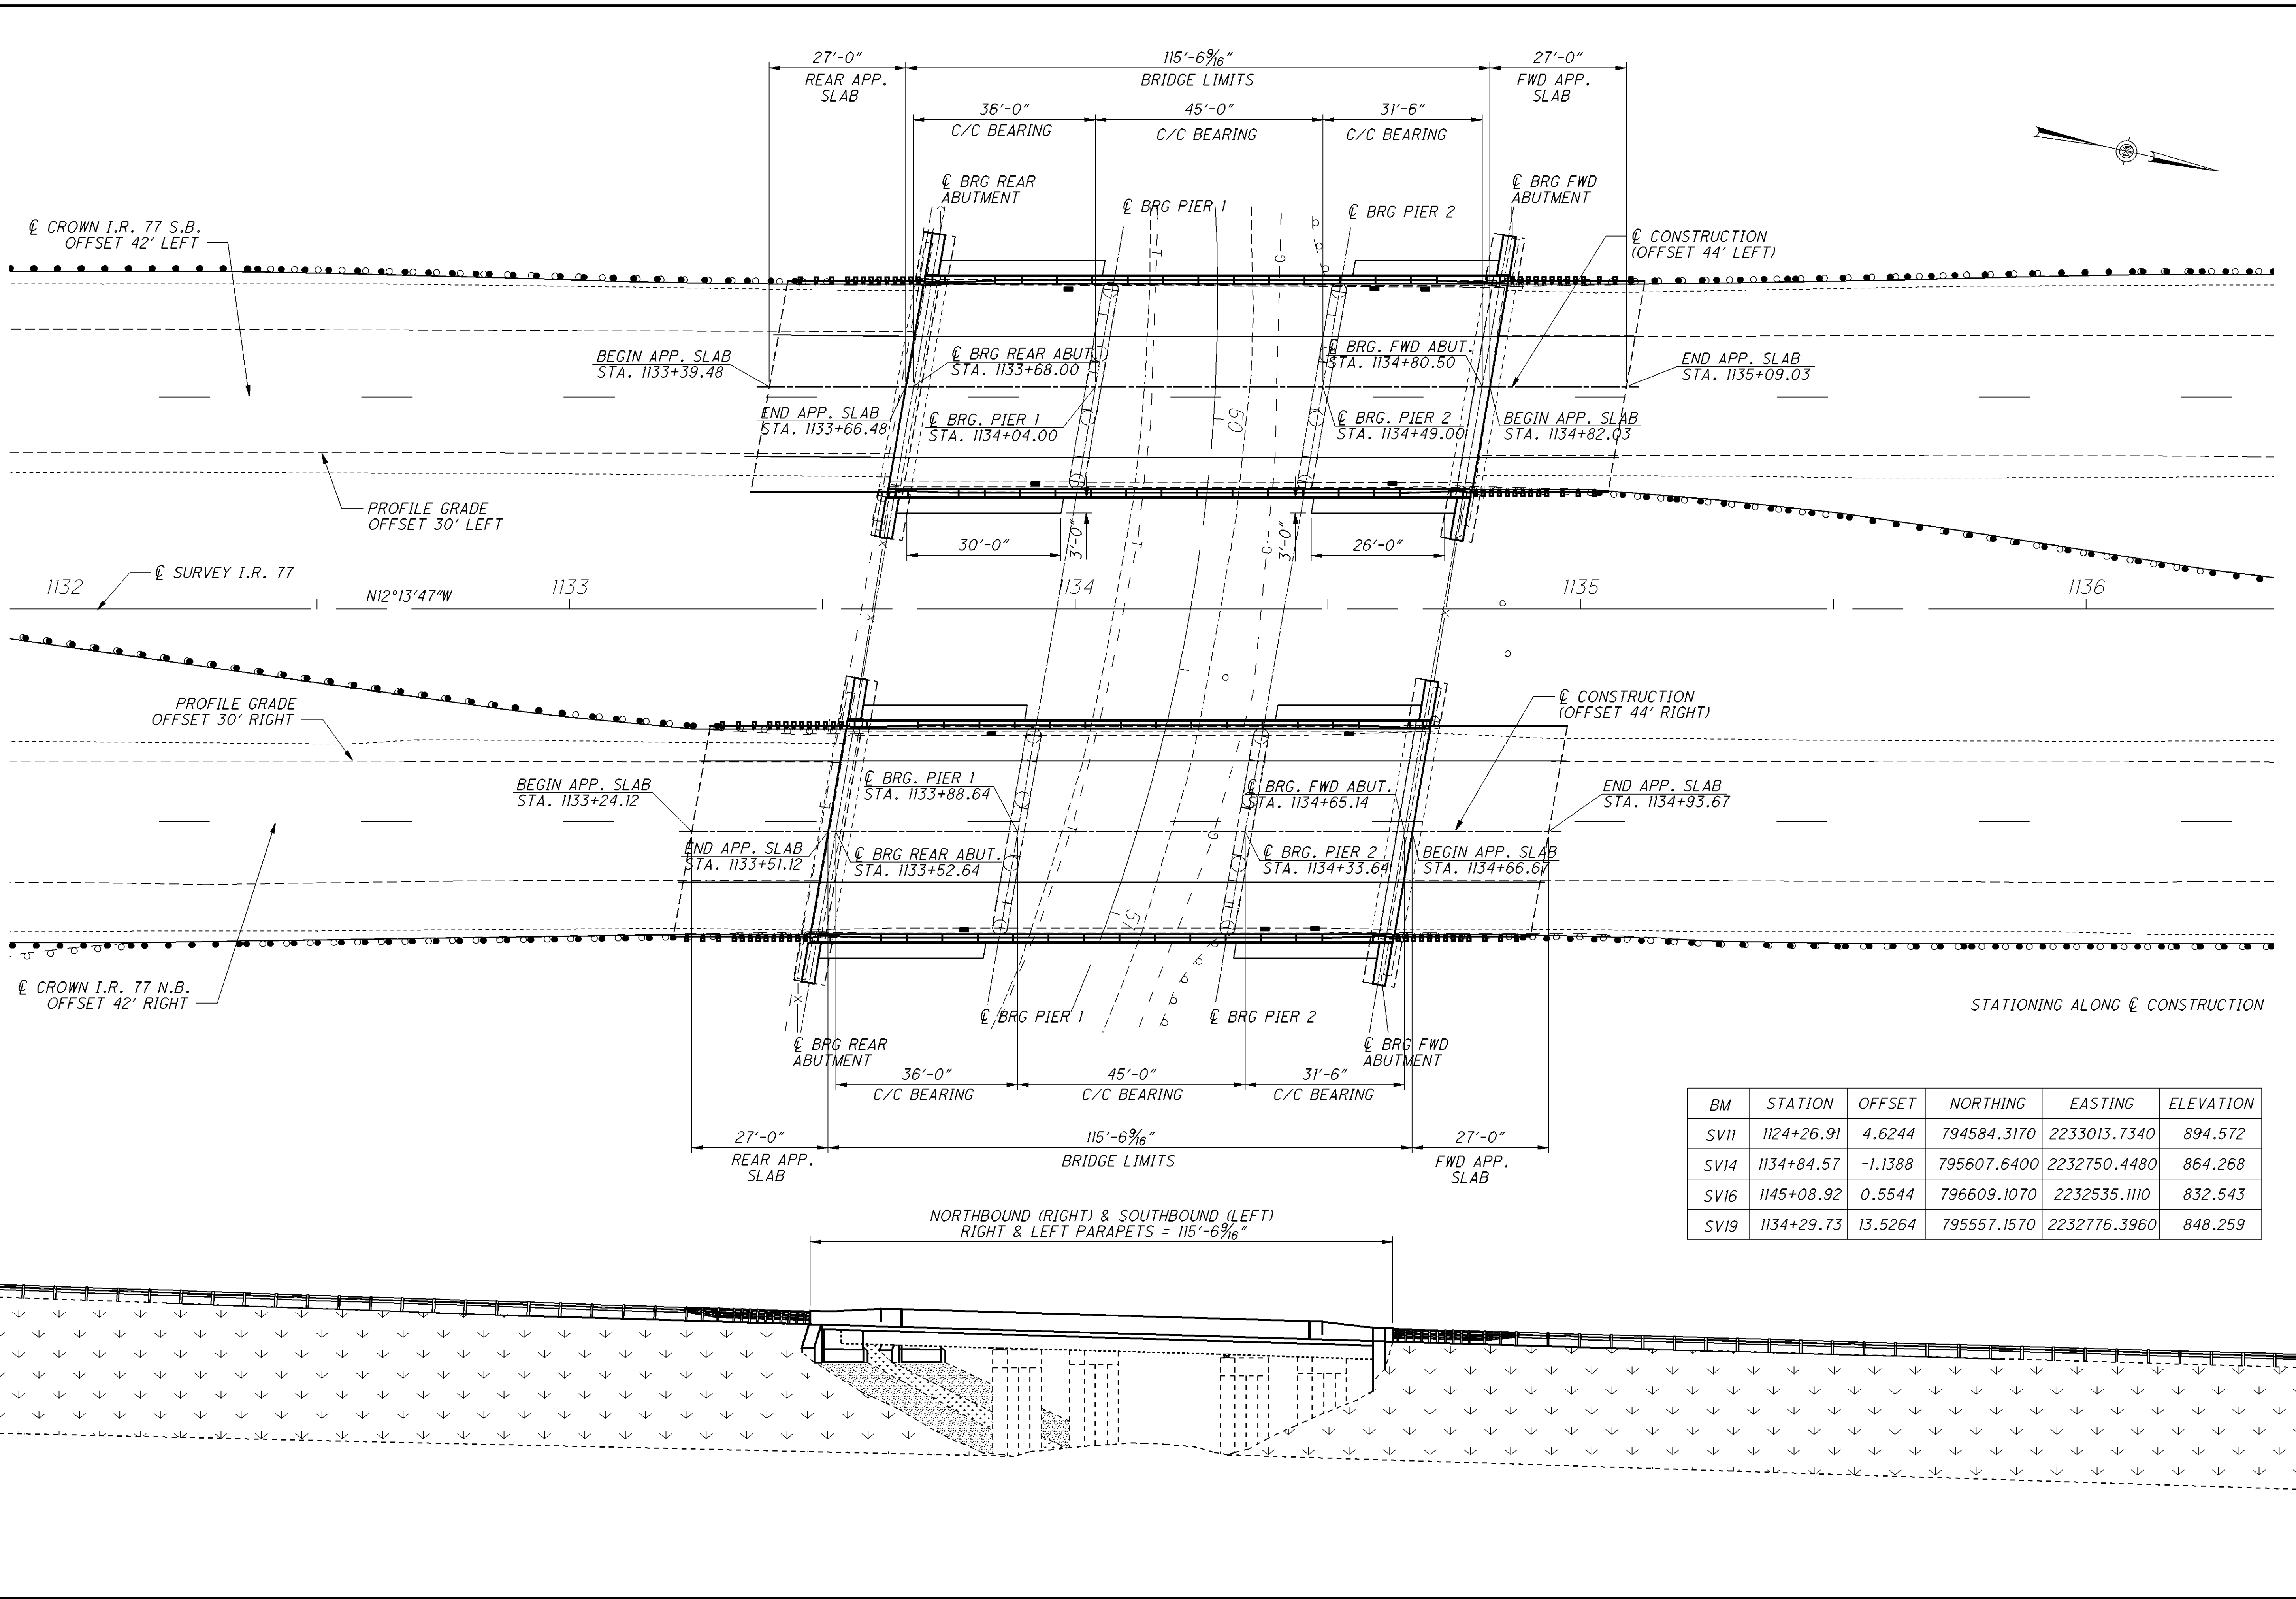 27'-0"
REAR APP.
SLAB
115'-6 9/16"
BRIDGE LIMITS
27'-0"
FWD APP.
SLAB
36'-0"
C/C BEARING
45'-0"
C/C BEARING
31'-6"
C/C BEARING
℄ BRG REAR
ABUTMENT
℄ BRG PIER 1
℄ BRG PIER 2
℄ BRG FWD
ABUTMENT
℄ CROWN I.R. 77 S.B.
OFFSET 42' LEFT
℄ CONSTRUCTION
(OFFSET 44' LEFT)
T
G
BEGIN APP. SLAB
STA. 1133+39.48
℄ BRG REAR ABUT.
STA. 1133+68.00
℄ BRG. FWD ABUT.
STA. 1134+80.50
END APP. SLAB
STA. 1135+09.03
END APP. SLAB
STA. 1133+66.48
℄ BRG. PIER 1
STA. 1134+04.00
50
℄ BRG. PIER 2
STA. 1134+49.00
BEGIN APP. SLAB
STA. 1134+82.03
PROFILE GRADE
OFFSET 30' LEFT
30'-0"
3'-0"
T
G
3'-0"
26'-0"
℄ SURVEY I.R. 77
1132
N12°13'47"W
1133
1134
1135
1136
PROFILE GRADE
OFFSET 30' RIGHT
℄ CONSTRUCTION
(OFFSET 44' RIGHT)
BEGIN APP. SLAB
STA. 1133+24.12
℄ BRG. PIER 1
STA. 1133+88.64
℄ BRG. FWD ABUT.
STA. 1134+65.14
END APP. SLAB
STA. 1134+93.67
T
G
END APP. SLAB
STA. 1133+51.12
℄ BRG REAR ABUT.
STA. 1133+52.64
℄ BRG. PIER 2
STA. 1134+33.64
BEGIN APP. SLAB
STA. 1134+66.67
51
℄ CROWN I.R. 77 N.B.
OFFSET 42' RIGHT
℄ BRG PIER 1
℄ BRG PIER 2
STATIONING ALONG ℄ CONSTRUCTION
℄ BRG REAR
ABUTMENT
℄ BRG FWD
ABUTMENT
36'-0"
C/C BEARING
45'-0"
C/C BEARING
31'-6"
C/C BEARING
27'-0"
REAR APP.
SLAB
115'-6 9/16"
BRIDGE LIMITS
27'-0"
FWD APP.
SLAB
BM STATION OFFSET NORTHING EASTING ELEVATION
SV11 1124+26.91 4.6244 794584.3170 2233013.7340 894.572
SV14 1134+84.57 -1.1388 795607.6400 2232750.4480 864.268
SV16 1145+08.92 0.5544 796609.1070 2232535.1110 832.543
SV19 1134+29.73 13.5264 795557.1570 2232776.3960 848.259
NORTHBOUND (RIGHT) & SOUTHBOUND (LEFT)
RIGHT & LEFT PARAPETS = 115'-6 9/16"